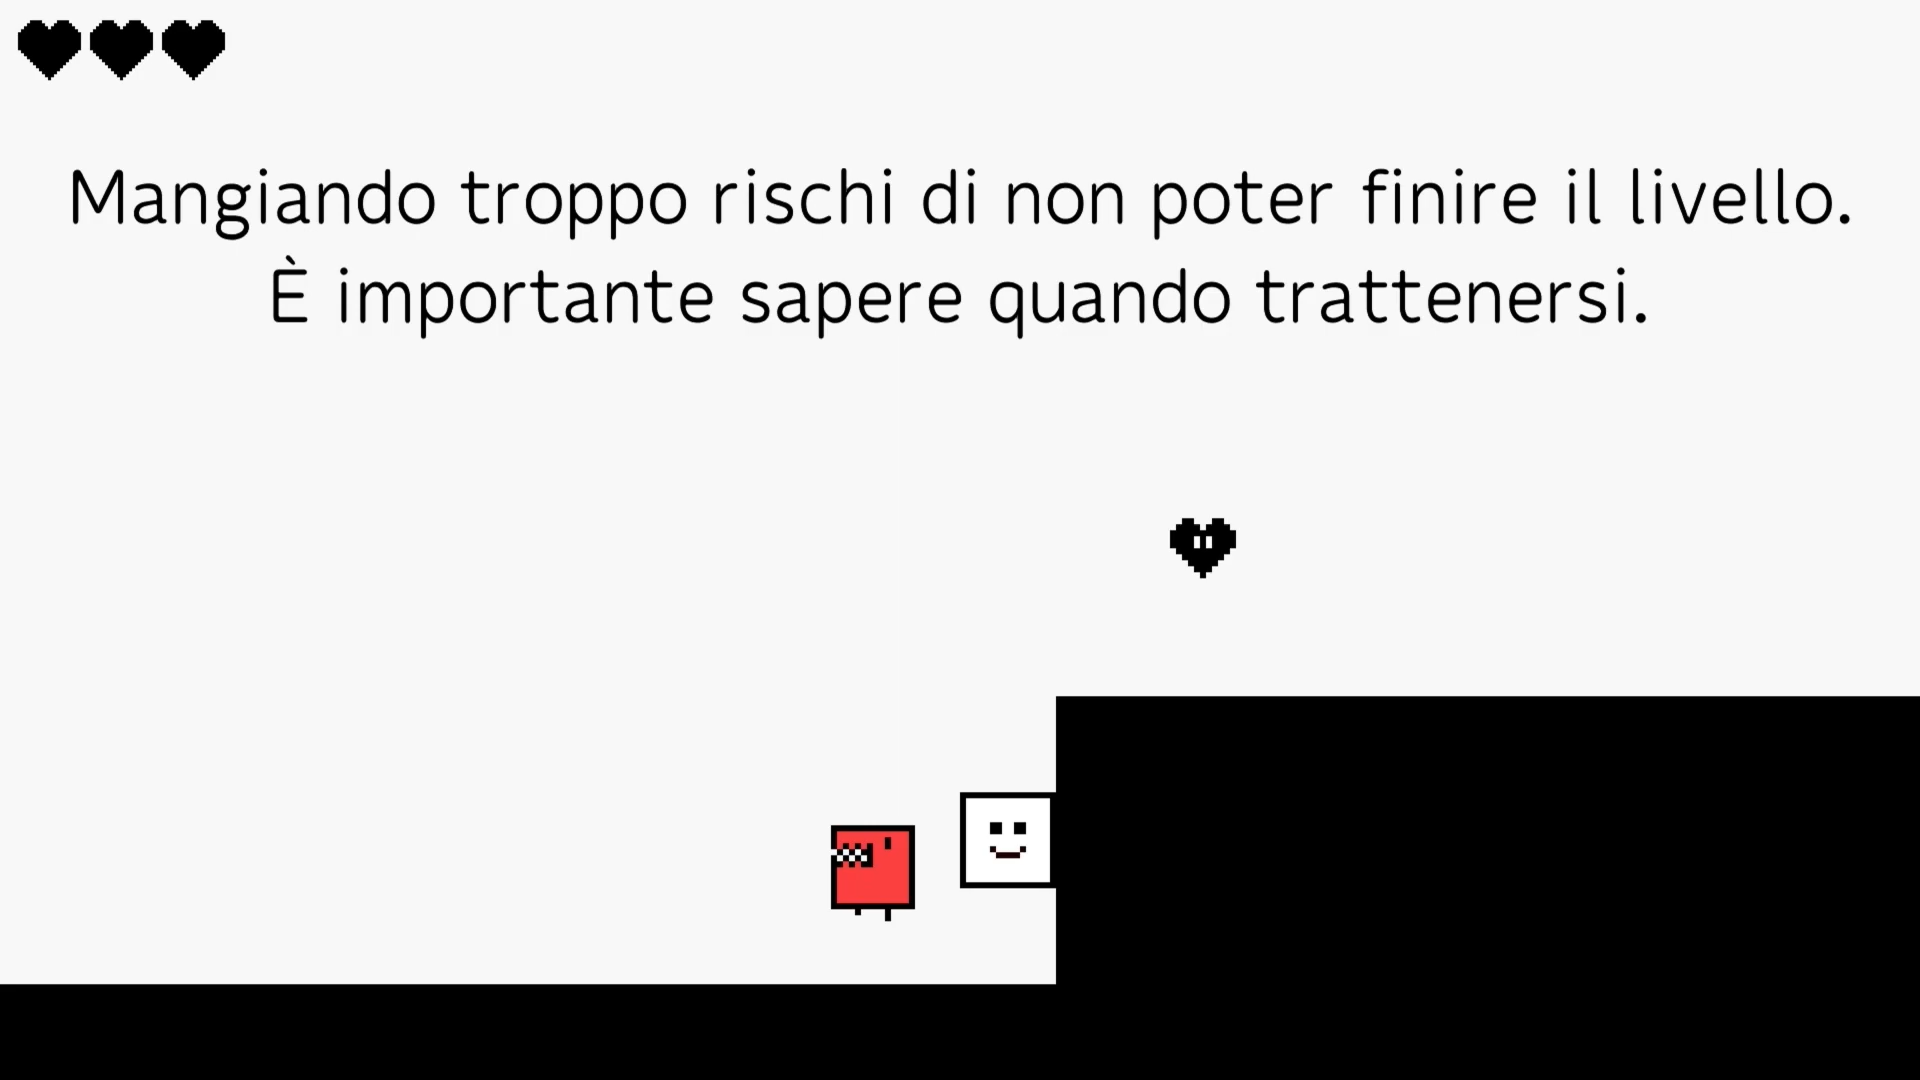 Mangiando troppo rischi di non poter finire il livello.
È importante sapere quando trattenersi.